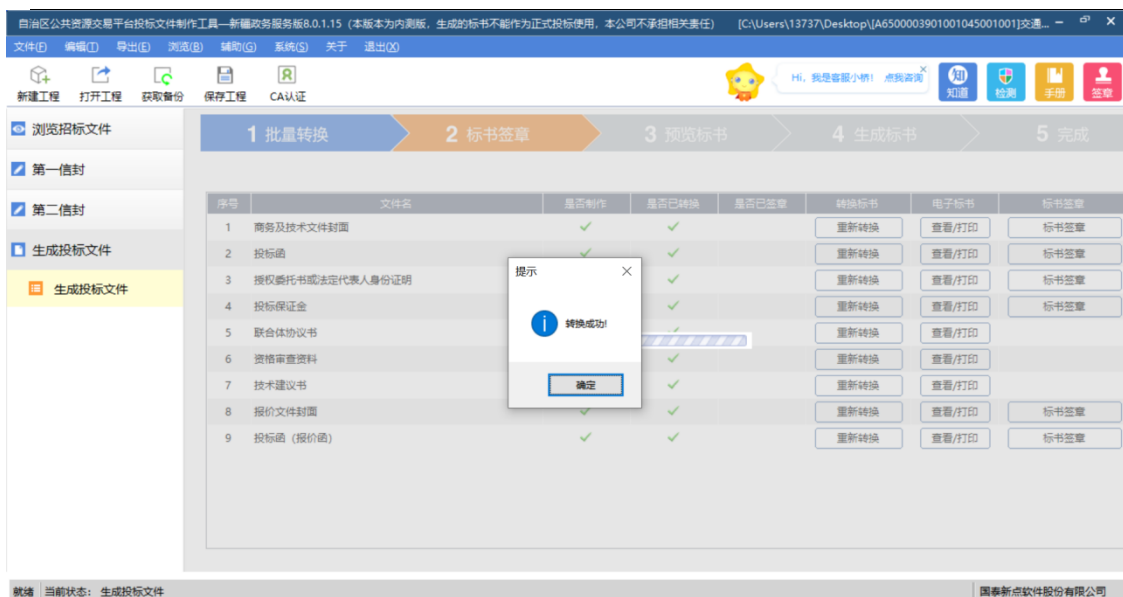 自治区公共资源交易平台投标文件制作工具—新疆政务服务版8.0.1.15（本版本为内测版，生成的标书不能作为正式投标使用，本公司不承担相关责任） [C:\Users\13737\Desktop\[A6500003901001045001001]交通...
文件(F) 编辑(T) 导出(E) 浏览(B) 辅助(G) 系统(S) 关于 退出(X)
Hi，我是客服小桥！ 点我咨询
新建工程 打开工程 获取备份 保存工程 CA认证 知道 检测 手册 签章
浏览招标文件
第一信封
第二信封
生成投标文件
生成投标文件
1 批量转换 2 标书签章 3 预览标书 4 生成标书 5 完成
序号 文件名 是否制作 是否已转换 是否已签章 转换标书 电子标书 标书签章
1 商务及技术文件封面 重新转换 查看/打印 标书签章
2 投标函 重新转换 查看/打印 标书签章
3 授权委托书或法定代表人身份证明 重新转换 查看/打印 标书签章
4 投标保证金 重新转换 查看/打印 标书签章
5 联合体协议书 重新转换 查看/打印
6 资格审查资料 重新转换 查看/打印
7 技术建议书 重新转换 查看/打印
8 报价文件封面 重新转换 查看/打印 标书签章
9 投标函（报价函） 重新转换 查看/打印 标书签章
提示
转换成功!
确定
就绪 当前状态： 生成投标文件 国泰新点软件股份有限公司